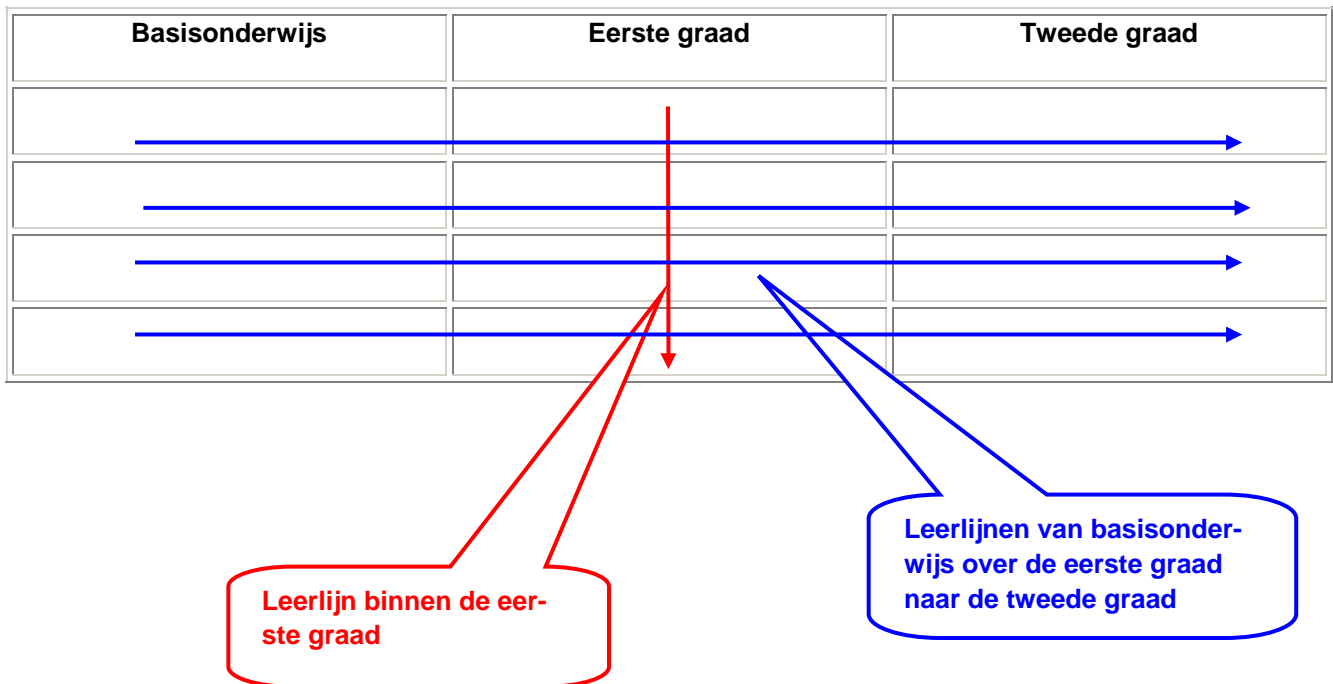 Basisonderwijs
Eerste graad
Tweede graad
Leerlijnen van basisonder-
wijs over de eerste graad
naar de tweede graad
Leerlijn binnen de eer-
ste graad